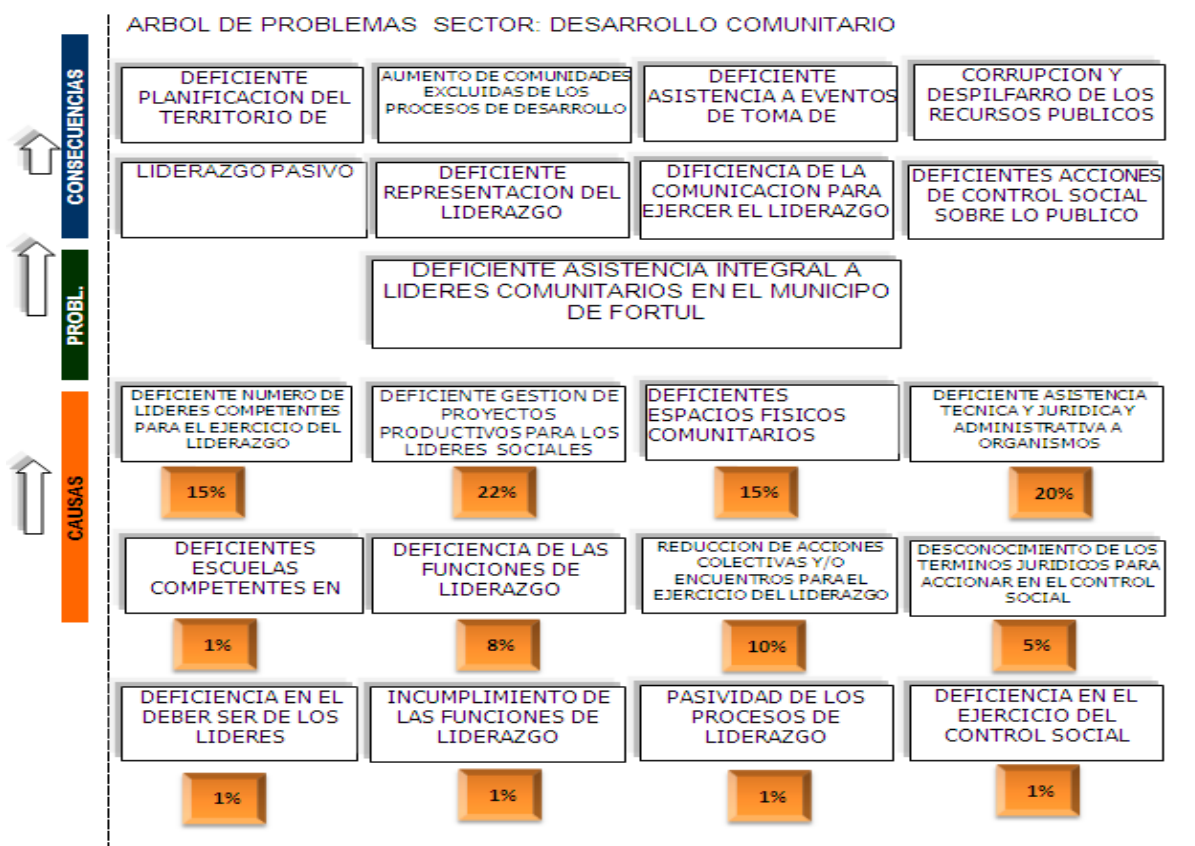 ARBOL DE PROBLEMAS SECTOR: DESARROLLO COMUNITARIO
CONSECUENCIAS
DEFICIENTE
PLANIFICACION DEL
TERRITORIO DE
AUMENTO DE COMUNIDADES
EXCLUIDAS DE LOS
PROCESOS DE DESARROLLO
DEFICIENTE
ASISTENCIA A EVENTOS
DE TOMA DE
CORRUPCION Y
DESPILFARRO DE LOS
RECURSOS PUBLICOS
LIDERAZGO PASIVO
DEFICIENTE
REPRESENTACION DEL
LIDERAZGO
DIFICIENCIA DE LA
COMUNICACION PARA
EJERCER EL LIDERAZGO
DEFICIENTES ACCIONES
DE CONTROL SOCIAL
SOBRE LO PUBLICO
PROBL.
DEFICIENTE ASISTENCIA INTEGRAL A
LIDERES COMUNITARIOS EN EL MUNICIPO
DE FORTUL
CAUSAS
DEFICIENTE NUMERO DE
LIDERES COMPETENTES
PARA EL EJERCICIO DEL
LIDERAZGO
DEFICIENTE GESTION DE
PROYECTOS
PRODUCTIVOS PARA LOS
LIDERES SOCIALES
DEFICIENTES
ESPACIOS FISICOS
COMUNITARIOS
DEFICIENTE ASISTENCIA
TECNICA Y JURIDICA Y
ADMINISTRATIVA A
ORGANISMOS
15%
22%
15%
20%
DEFICIENTES
ESCUELAS
COMPETENTES EN
DEFICIENCIA DE LAS
FUNCIONES DE
LIDERAZGO
REDUCCION DE ACCIONES
COLECTIVAS Y/O
ENCUENTROS PARA EL
EJERCICIO DEL LIDERAZGO
DESCONOCIMIENTO DE LOS
TERMINOS JURIDICOS PARA
ACCIONAR EN EL CONTROL
SOCIAL
1%
8%
10%
5%
DEFICIENCIA EN EL
DEBER SER DE LOS
LIDERES
INCUMPLIMIENTO DE
LAS FUNCIONES DE
LIDERAZGO
PASIVIDAD DE LOS
PROCESOS DE
LIDERAZGO
DEFICIENCIA EN EL
EJERCICIO DEL
CONTROL SOCIAL
1%
1%
1%
1%